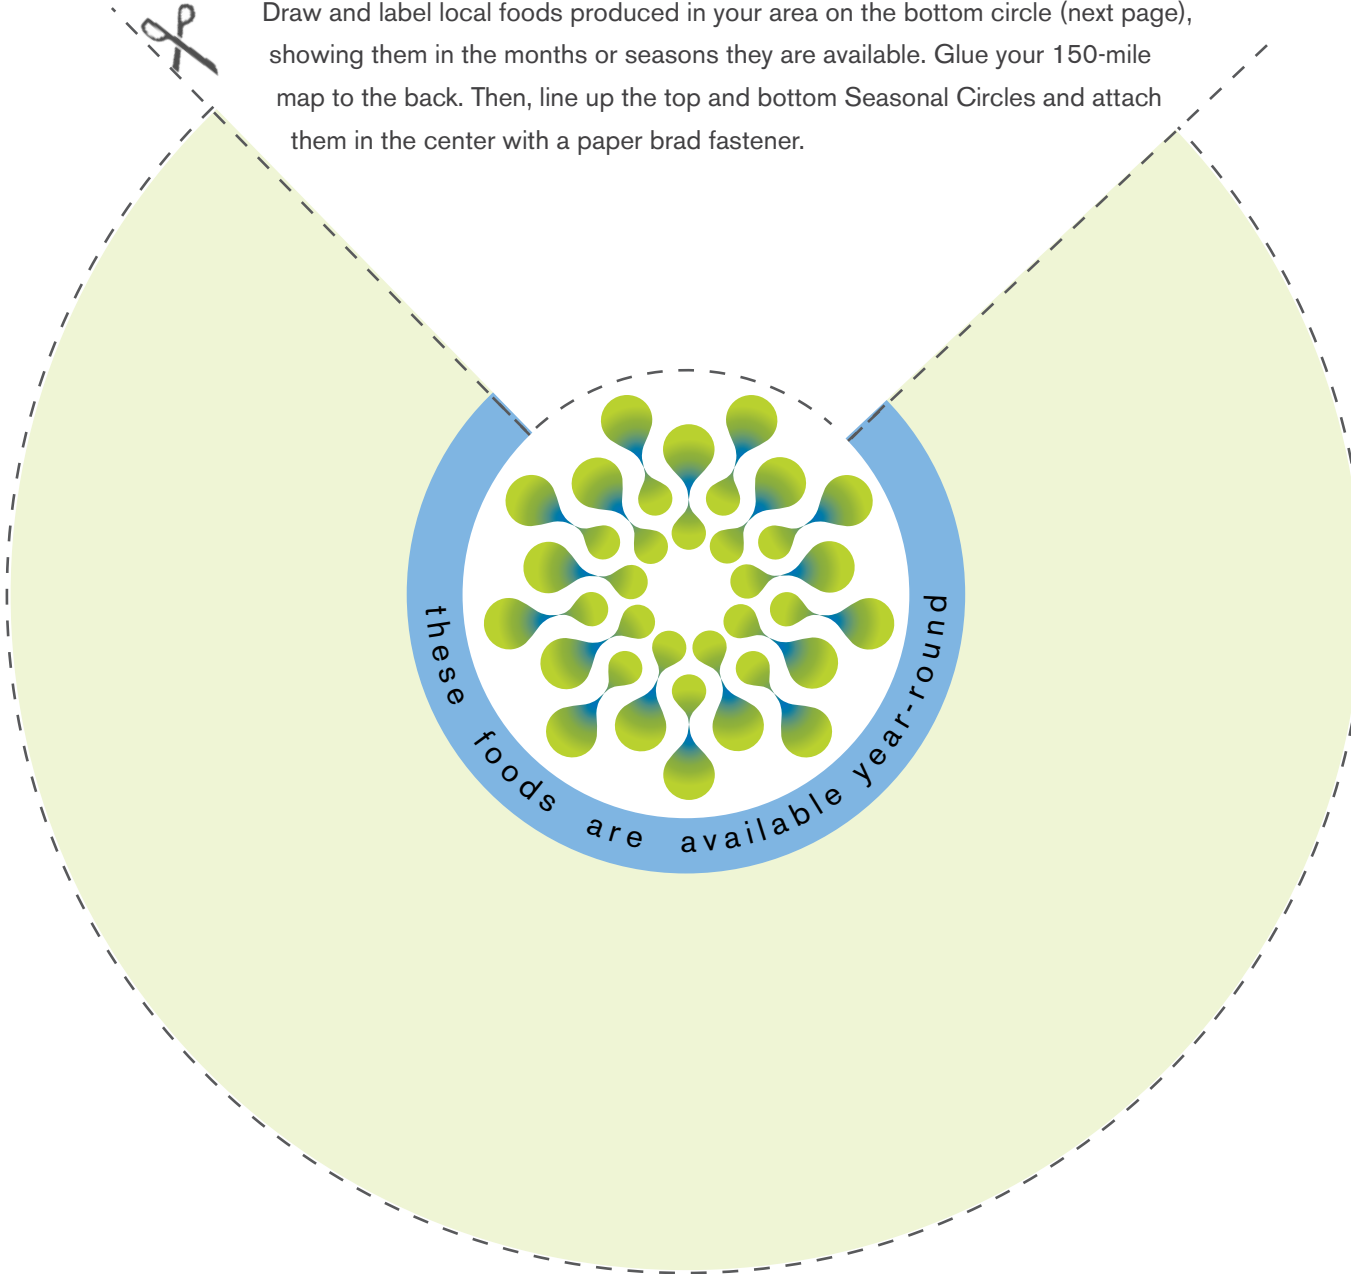 Draw and label local foods produced in your area on the bottom circle (next page),
showing them in the months or seasons they are available. Glue your 150-mile
map to the back. Then, line up the top and bottom Seasonal Circles and attach
them in the center with a paper brad fastener.
these foods are available year-round